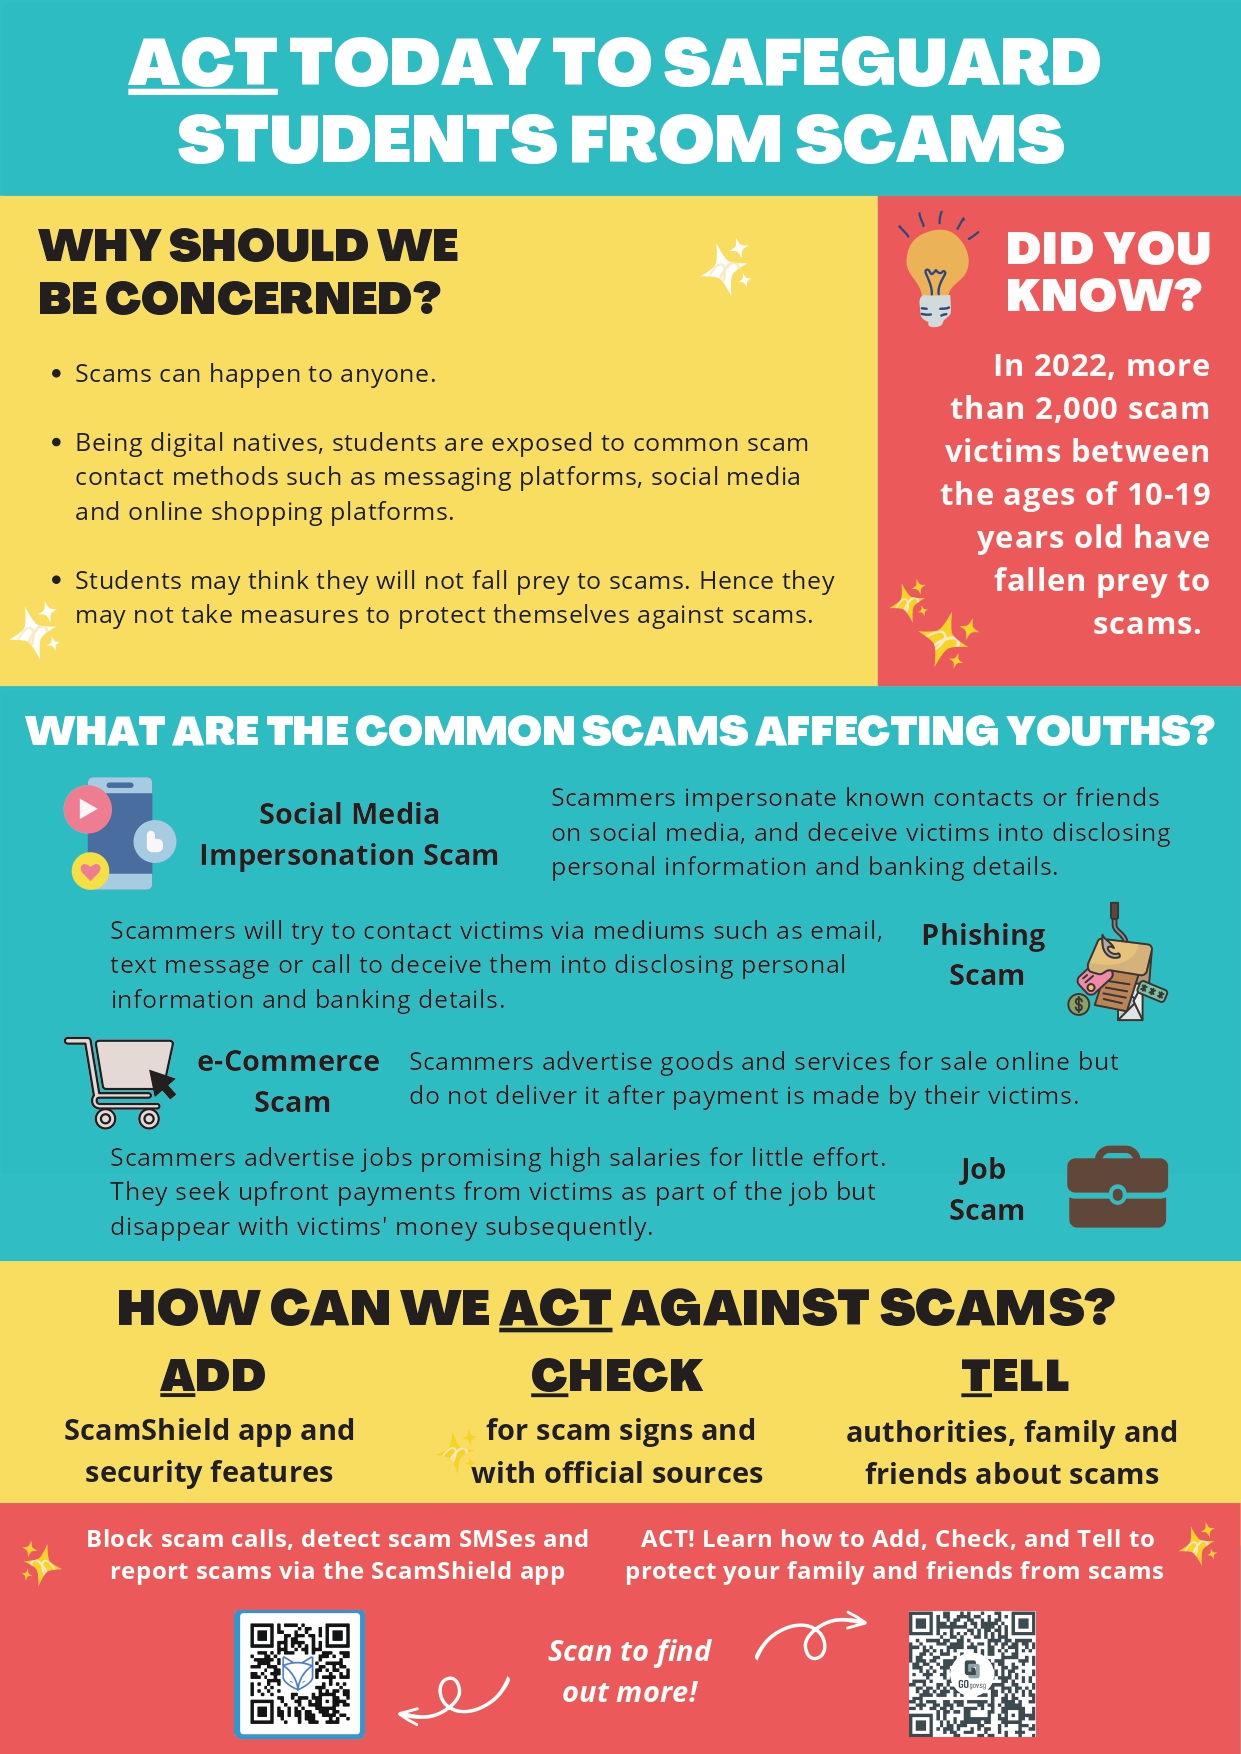 ACT TODAY TO SAFEGUARD
STUDENTS FROM SCAMS
WHY SHOULD WE
BE CONCERNED?
• Scams can happen to anyone.
• Being digital natives, students are exposed to common scam
contact methods such as messaging platforms, social media
and online shopping platforms.
• Students may think they will not fall prey to scams. Hence they
may not take measures to protect themselves against scams.
DID YOU
KNOW?
In 2022, more
than 2,000 scam
victims between
the ages of 10-19
years old have
fallen prey to
scams.
WHAT ARE THE COMMON SCAMS AFFECTING YOUTHS?
Social Media
Impersonation Scam
Scammers impersonate known contacts or friends
on social media, and deceive victims into disclosing
personal information and banking details.
Scammers will try to contact victims via mediums such as email,
text message or call to deceive them into disclosing personal
information and banking details.
Phishing
Scam
e-Commerce
Scam
Scammers advertise goods and services for sale online but
do not deliver it after payment is made by their victims.
Scammers advertise jobs promising high salaries for little effort.
They seek upfront payments from victims as part of the job but
disappear with victims' money subsequently.
Job
Scam
HOW CAN WE ACT AGAINST SCAMS?
ADD
ScamShield app and
security features
CHECK
for scam signs and
with official sources
TELL
authorities, family and
friends about scams
Block scam calls, detect scam SMSes and
report scams via the ScamShield app
ACT! Learn how to Add, Check, and Tell to
protect your family and friends from scams
Scan to find
out more!
GO.gov.sg